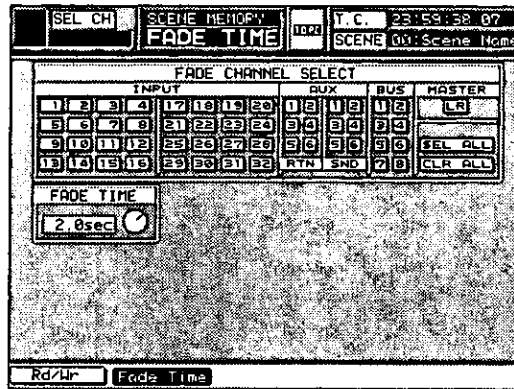 SEL CH
SCENE MEMORY
FADE TIME
T.C. 23:59:38.07
SCENE 00:Scene Name
FADE CHANNEL SELECT
INPUT AUX BUS MASTER
1 2 3 4 17 18 19 20 1 2 1 2 1 2 LR
5 6 7 8 21 22 23 24 3 4 3 4 3 4
9 10 11 12 25 26 27 28 5 6 5 6 5 6 SEL ALL
13 14 15 16 29 30 31 32 RTN SND 7 8 CLR ALL
FADE TIME
2.0sec
Rd/Wr Fade Time